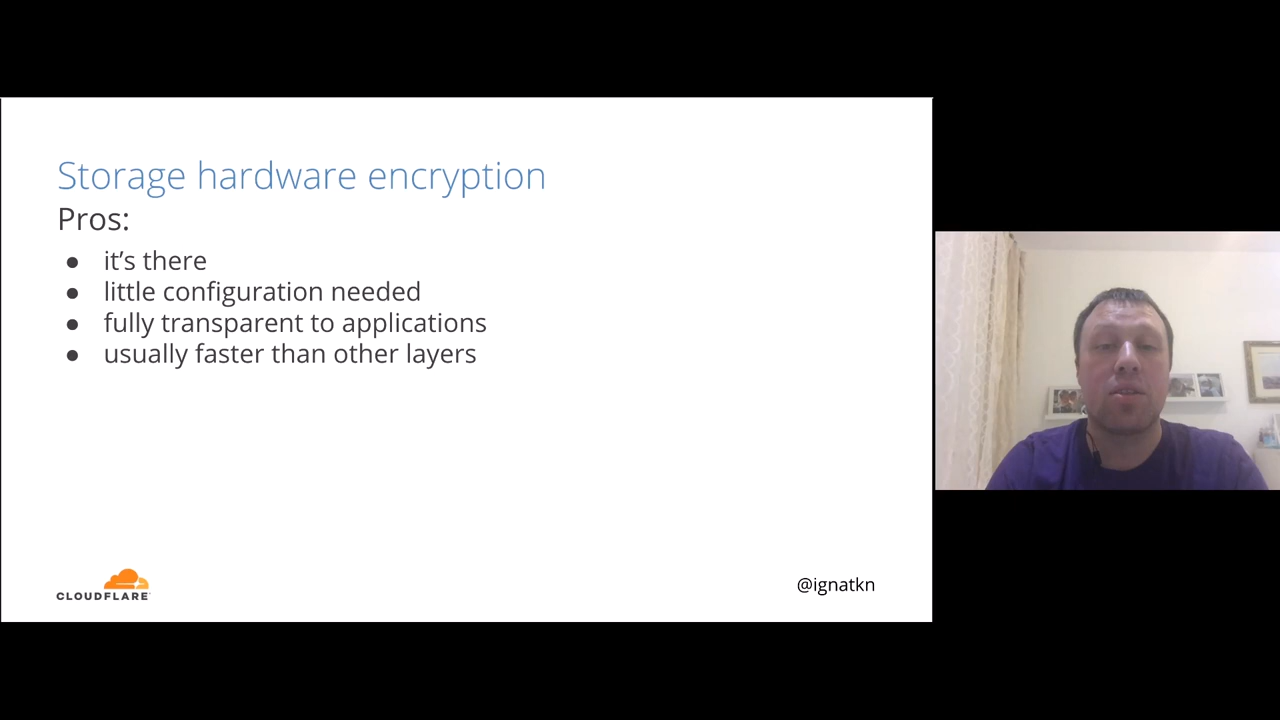 Storage hardware encryption
Pros:
● it’s there
● little configuration needed
● fully transparent to applications
● usually faster than other layers
CLOUDFLARE
@ignatkn